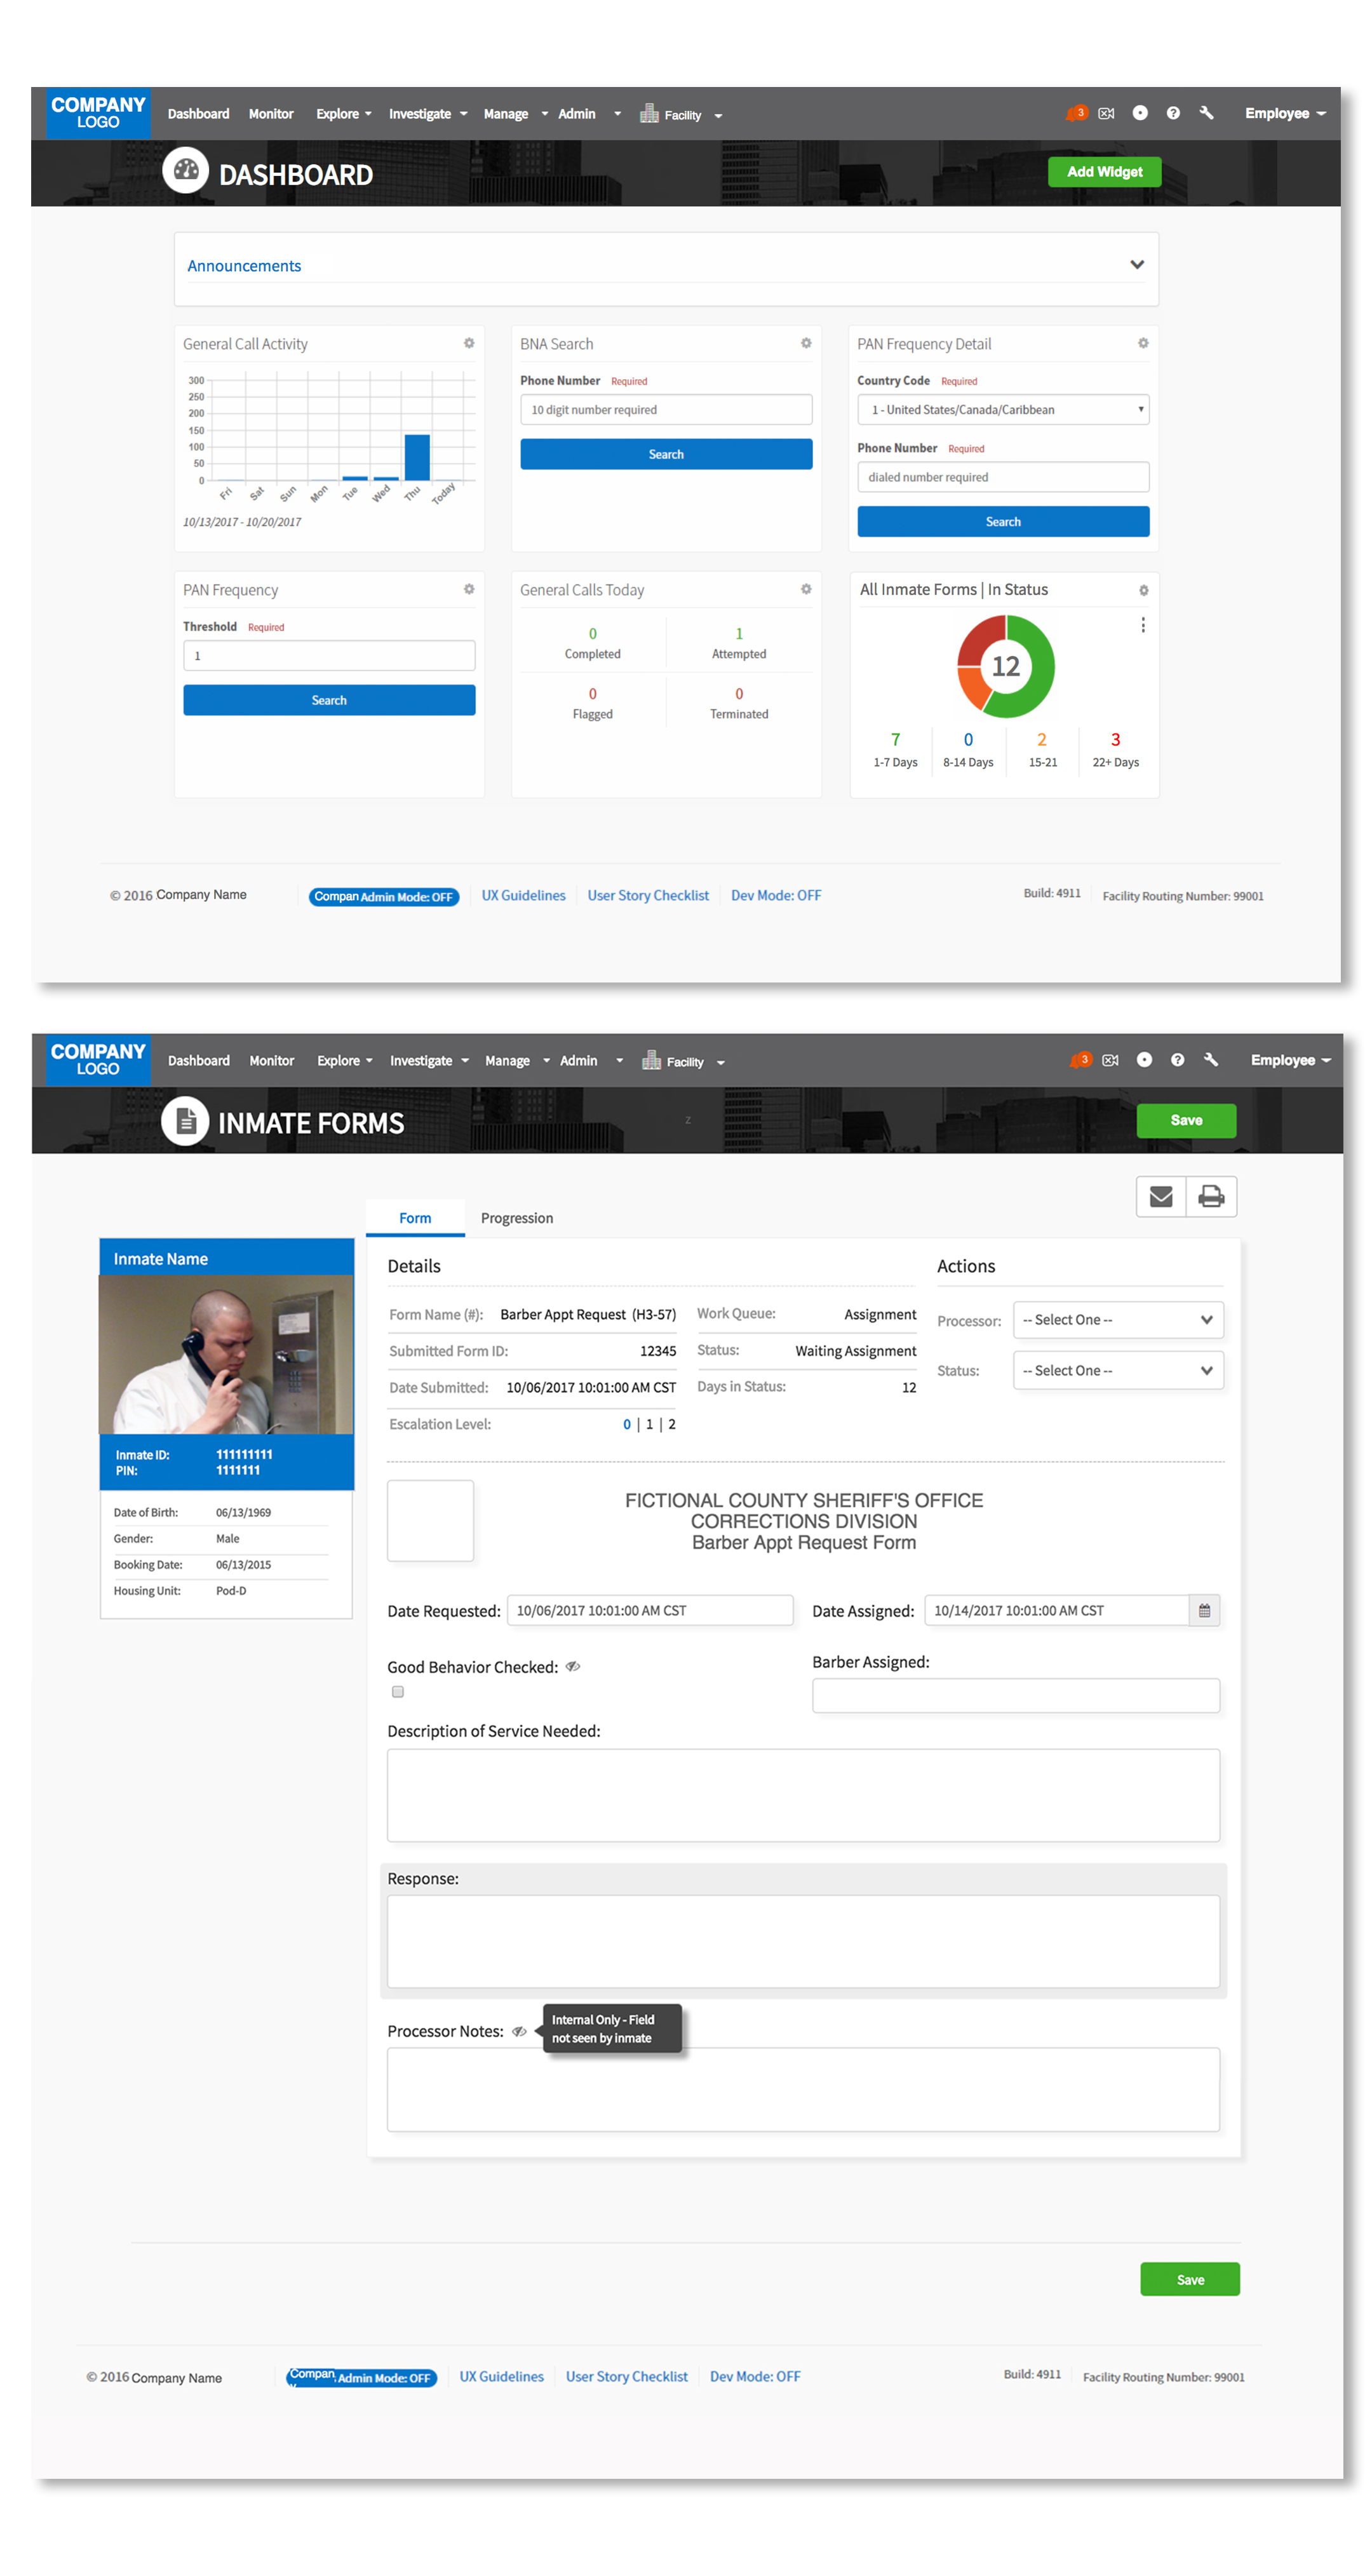 COMPANY
LOGO
Dashboard Monitor Explore Investigate Manage Admin Facility 3 Employee
DASHBOARD
Add Widget
Announcements
General Call Activity
300
250
200
150
100
50
0
Fri Sat Sun Mon Tue Wed Thu Today
10/13/2017 - 10/20/2017
BNA Search
Phone Number Required
10 digit number required
Search
PAN Frequency Detail
Country Code Required
1 - United States/Canada/Caribbean
Phone Number Required
dialed number required
Search
PAN Frequency
Threshold Required
1
Search
General Calls Today
0 1
Completed Attempted
0 0
Flagged Terminated
All Inmate Forms | In Status
12
7 0 2 3
1-7 Days 8-14 Days 15-21 22+ Days
© 2016 Company Name Compan Admin Mode: OFF UX Guidelines User Story Checklist Dev Mode: OFF Build: 4911 Facility Routing Number: 99001
COMPANY
LOGO
Dashboard Monitor Explore Investigate Manage Admin Facility 3 Employee
INMATE FORMS
z
Save
Form Progression
Inmate Name
Inmate ID: 111111111
PIN: 1111111
Date of Birth: 06/13/1969
Gender: Male
Booking Date: 06/13/2015
Housing Unit: Pod-D
Details
Form Name (#): Barber Appt Request (H3-57)
Submitted Form ID: 12345
Date Submitted: 10/06/2017 10:01:00 AM CST
Escalation Level: 0 | 1 | 2
Work Queue: Assignment
Status: Waiting Assignment
Days in Status: 12
Actions
Processor: -- Select One --
Status: -- Select One --
FICTIONAL COUNTY SHERIFF'S OFFICE
CORRECTIONS DIVISION
Barber Appt Request Form
Date Requested: 10/06/2017 10:01:00 AM CST Date Assigned: 10/14/2017 10:01:00 AM CST
Good Behavior Checked: Barber Assigned:
Description of Service Needed:
Response:
Processor Notes:
Internal Only - Field
not seen by inmate
Save
© 2016 Company Name Compan Admin Mode: OFF UX Guidelines User Story Checklist Dev Mode: OFF Build: 4911 Facility Routing Number: 99001